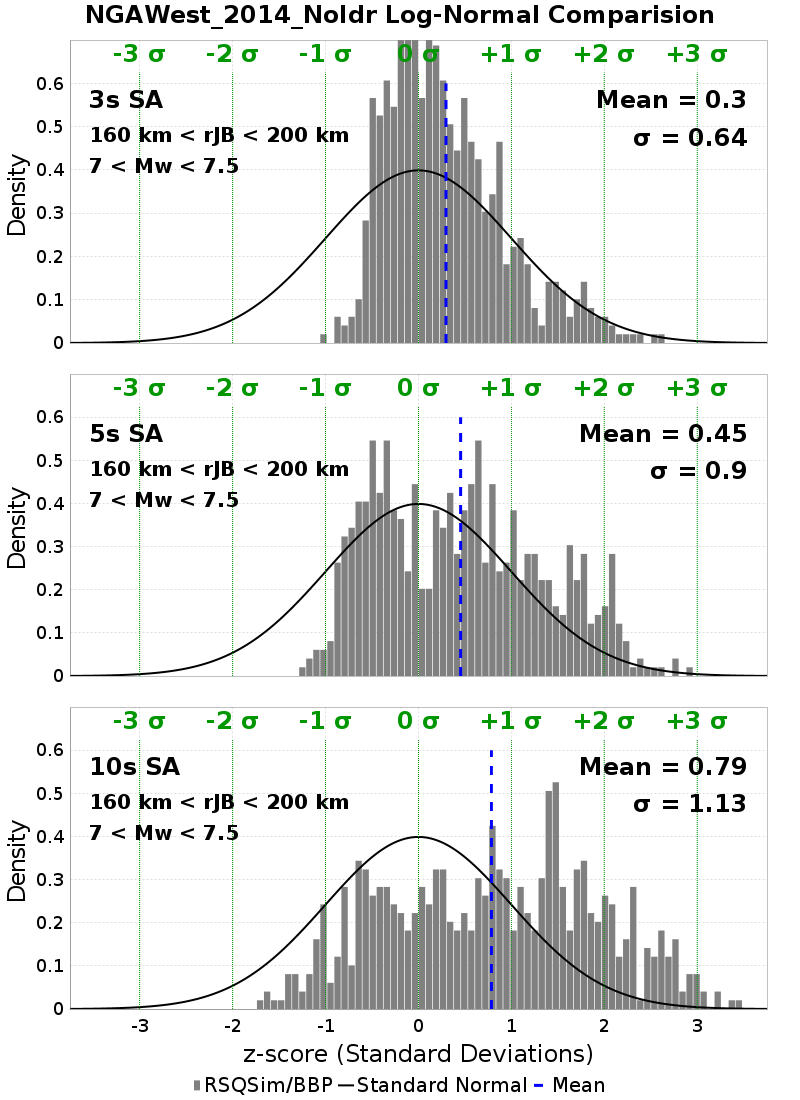 NGAWest_2014_NoIdr Log-Normal Comparision
-3 σ -2 σ -1 σ 0 σ +1 σ +2 σ +3 σ
0.6
3s SA Mean = 0.3
0.5
160 km < rJB < 200 km σ = 0.64
7 < Mw < 7.5
0.4
0.3
0.2
0.1
0
Density
-3 σ -2 σ -1 σ 0 σ +1 σ +2 σ +3 σ
0.6
5s SA Mean = 0.45
0.5
160 km < rJB < 200 km σ = 0.9
7 < Mw < 7.5
0.4
0.3
0.2
0.1
0
Density
-3 σ -2 σ -1 σ 0 σ +1 σ +2 σ +3 σ
0.6
10s SA Mean = 0.79
0.5
160 km < rJB < 200 km σ = 1.13
7 < Mw < 7.5
0.4
0.3
0.2
0.1
0
Density
-3 -2 -1 0 1 2 3
z-score (Standard Deviations)
RSQSim/BBP Standard Normal Mean